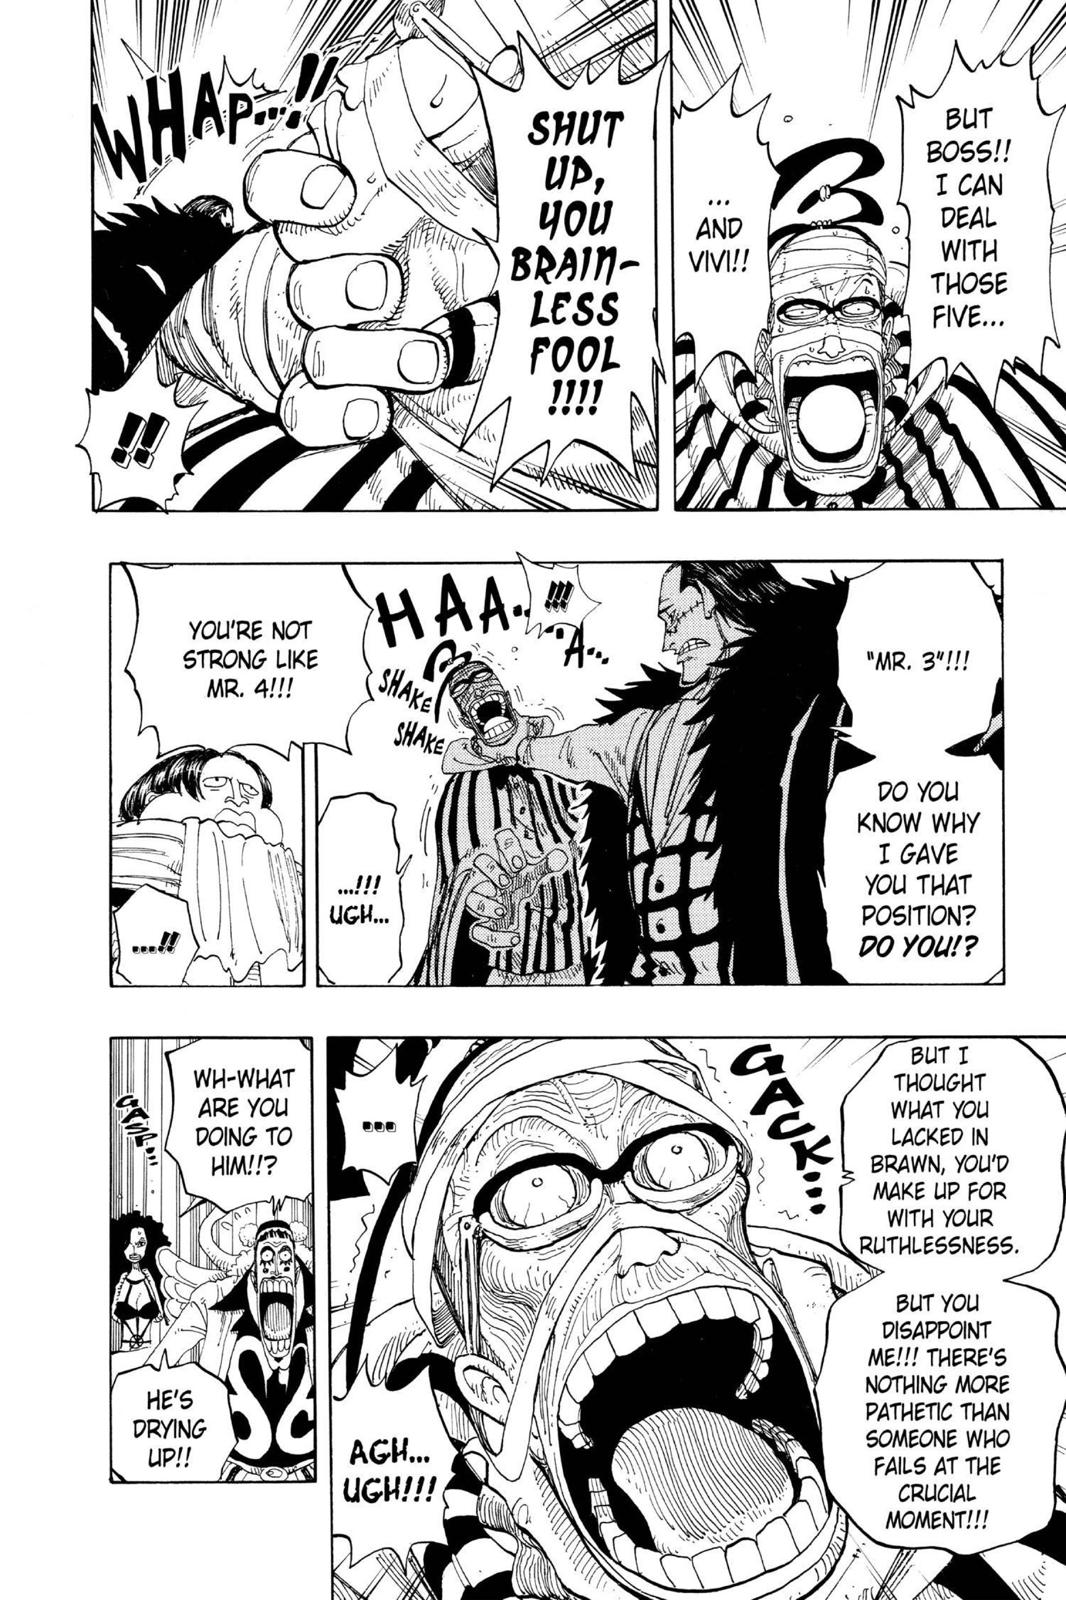 BUT
BOSS!!
I CAN
DEAL
WITH
THOSE
FIVE...
...
AND
VIVI!!
SHUT
UP,
YOU
BRAIN-
LESS
FOOL
!!!!
WHAP...!!
!!
"MR. 3"!!!
DO YOU
KNOW WHY
I GAVE
YOU THAT
POSITION?
DO YOU!?
!!!
HAA...
A...
SHAKE
SHAKE
...!!!
UGH...
YOU'RE NOT
STRONG LIKE
MR. 4!!!
...!!
BUT I
THOUGHT
WHAT YOU
LACKED IN
BRAWN, YOU'D
MAKE UP FOR
WITH YOUR
RUTHLESSNESS.
BUT YOU
DISAPPOINT
ME!!! THERE'S
NOTHING MORE
PATHETIC THAN
SOMEONE WHO
FAILS AT THE
CRUCIAL
MOMENT!!!
GACK...
...
AGH...
UGH!!!
WH-WHAT
ARE YOU
DOING TO
HIM!!?
GASP...
HE'S
DRYING
UP!!